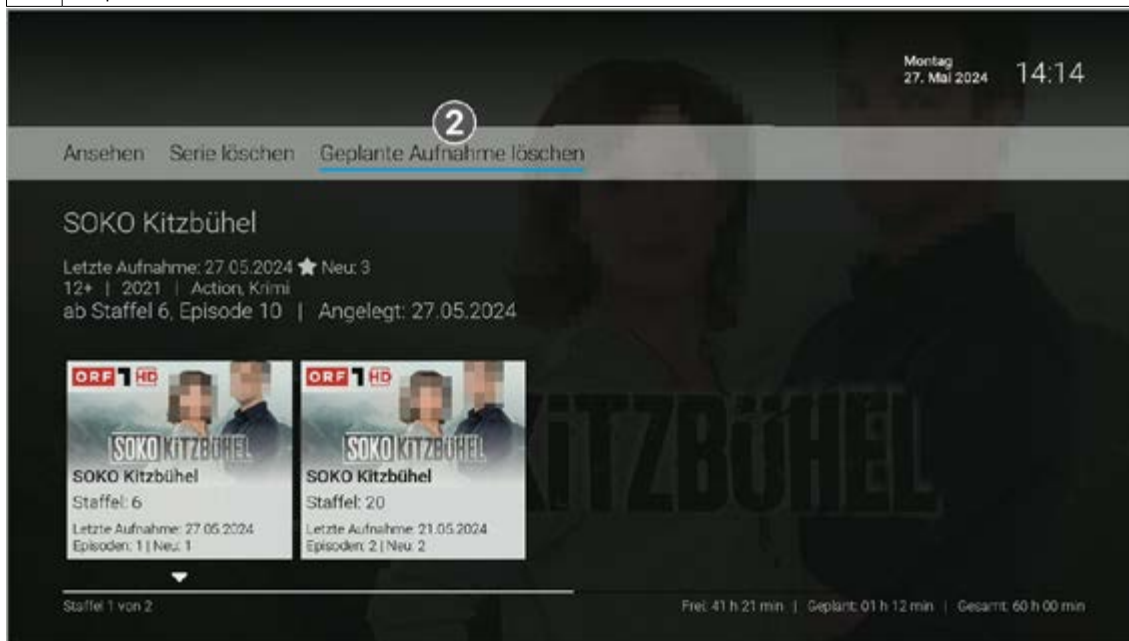 Montag
27. Mai 2024
14:14
2
Ansehen Serie löschen Geplante Aufnahme löschen
SOKO Kitzbühel
Letzte Aufnahme: 27.05.2024 ★ Neu: 3
12+ | 2021 | Action, Krimi
ab Staffel 6, Episode 10 | Angelegt: 27.05.2024
ORF 1 HD
SOKO KITZBÜHEL
SOKO Kitzbühel
Staffel: 6
Letzte Aufnahme: 27.05.2024
Episoden: 1 | Neu: 1
ORF 1 HD
SOKO KITZBÜHEL
SOKO Kitzbühel
Staffel: 20
Letzte Aufnahme: 21.05.2024
Episoden: 2 | Neu: 2
KITZBÜHEL
Staffel 1 von 2
Frei: 41 h 21 min | Geplant: 01 h 12 min | Gesamt: 60 h 00 min